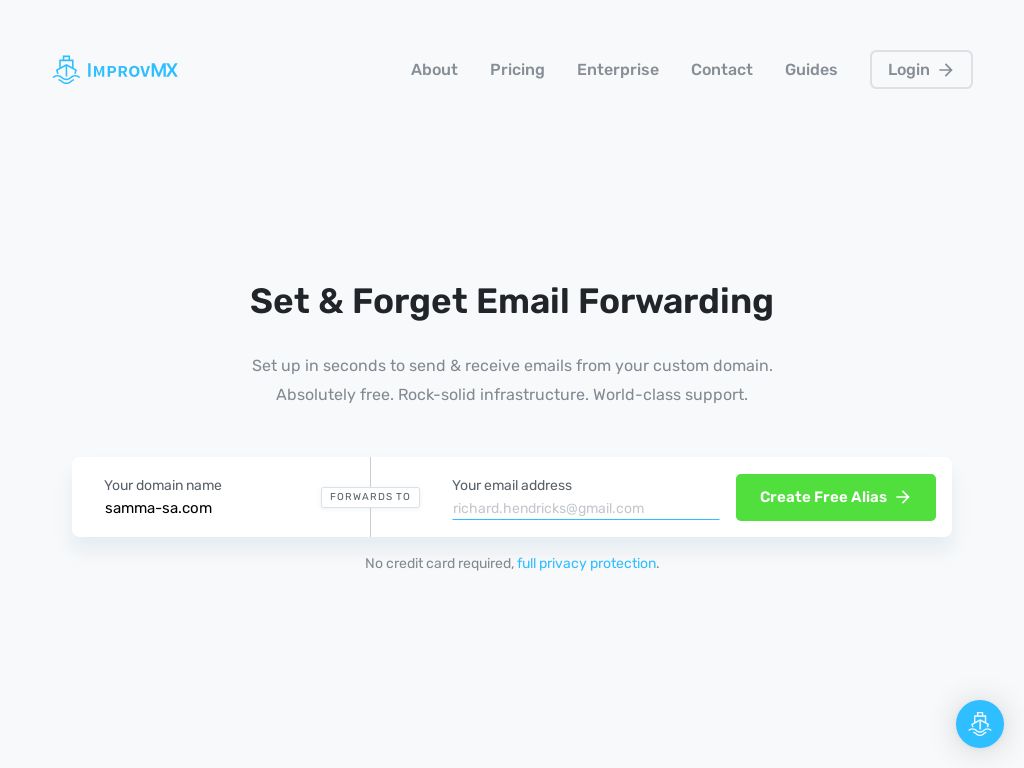 ImprovMX
About
Pricing
Enterprise
Contact
Guides
Login
Set & Forget Email Forwarding
Set up in seconds to send & receive emails from your custom domain.
Absolutely free. Rock-solid infrastructure. World-class support.
Your domain name
samma-sa.com
FORWARDS TO
Your email address
richard.hendricks@gmail.com
Create Free Alias
No credit card required, full privacy protection.